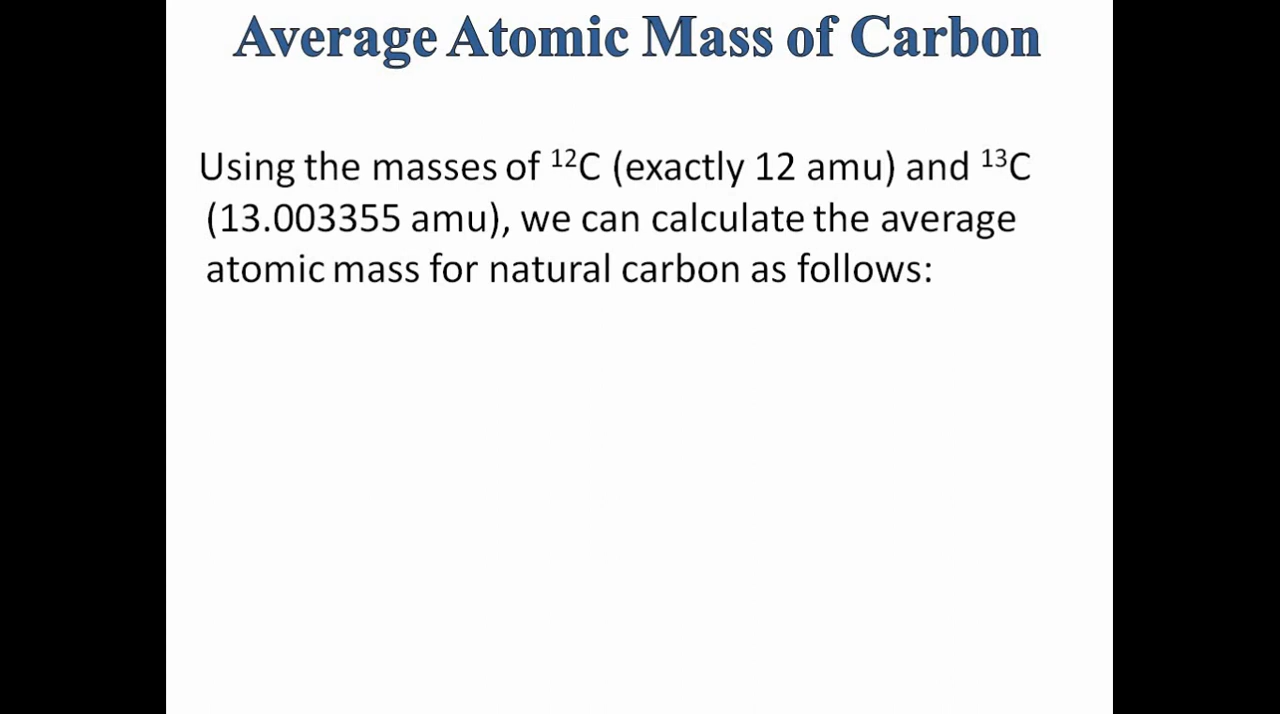 Average Atomic Mass of Carbon
Using the masses of ¹²C (exactly 12 amu) and ¹³C
(13.003355 amu), we can calculate the average
atomic mass for natural carbon as follows: